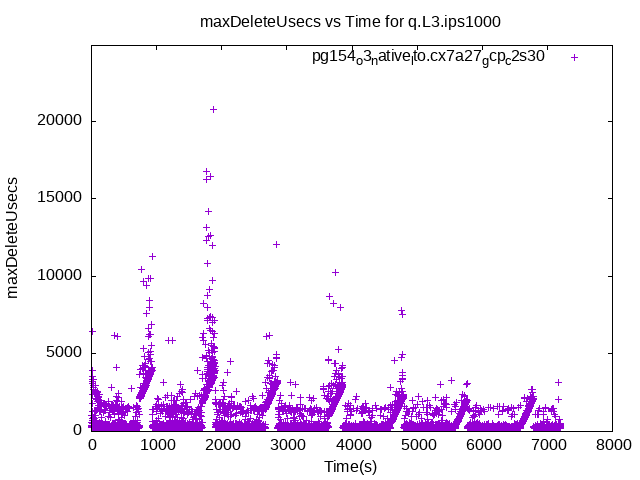 maxDeleteUsecs vs Time for q.L3.ips1000
pg154o3native_lto.cx7a27gcpc2s30
maxDeleteUsecs
20000
15000
10000
5000
0
0 1000 2000 3000 4000 5000 6000 7000 8000
Time(s)